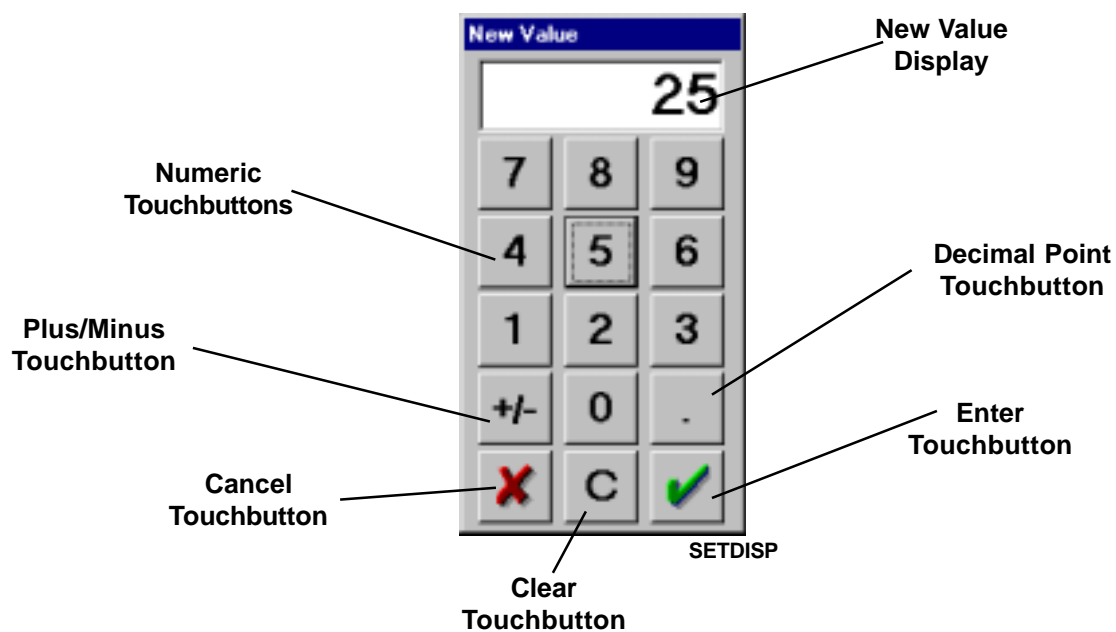 New Value
New Value
Display
25
7 8 9
Numeric
Touchbuttons
4 5 6
Decimal Point
Touchbutton
1 2 3
Plus/Minus
Touchbutton
+/- 0 .
Enter
Touchbutton
Cancel
Touchbutton
C
SETDISP
Clear
Touchbutton